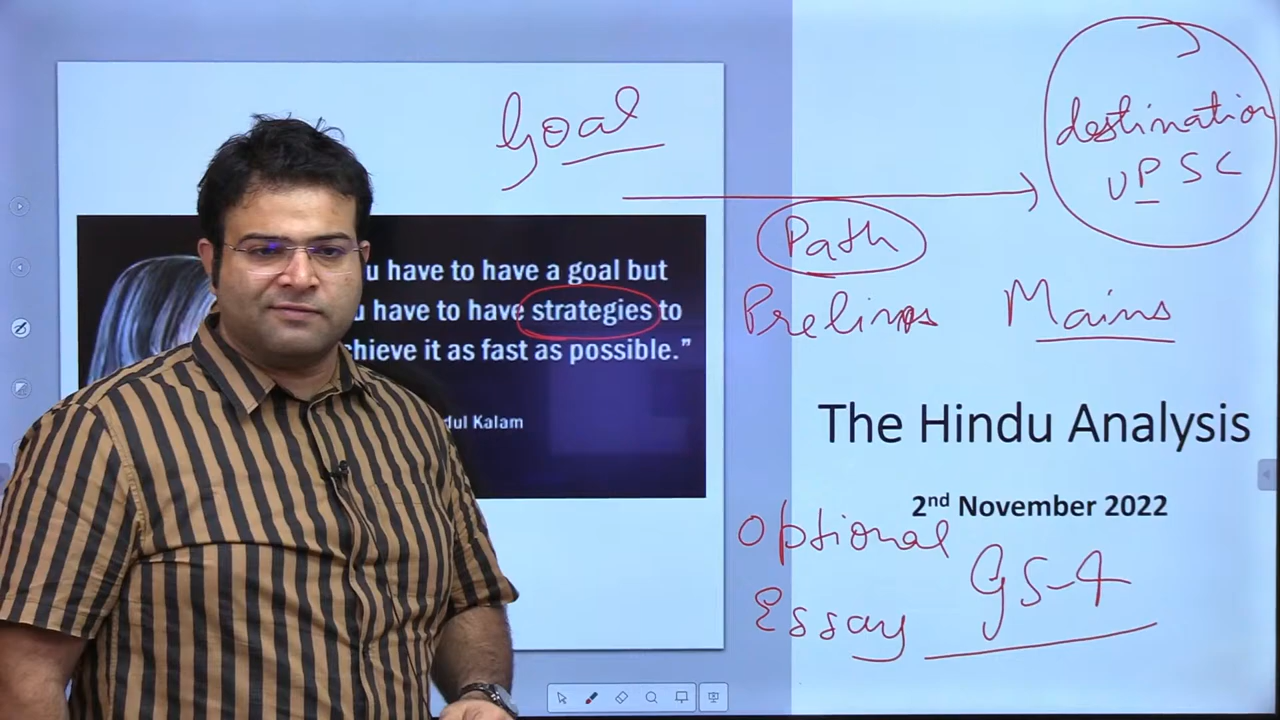 Goal
destination
UPSC
Path
Prelims Mains
u have to have a goal but
u have to have strategies to
chieve it as fast as possible.”
dul Kalam
The Hindu Analysis
2nd November 2022
Optional
GS-4
Essay